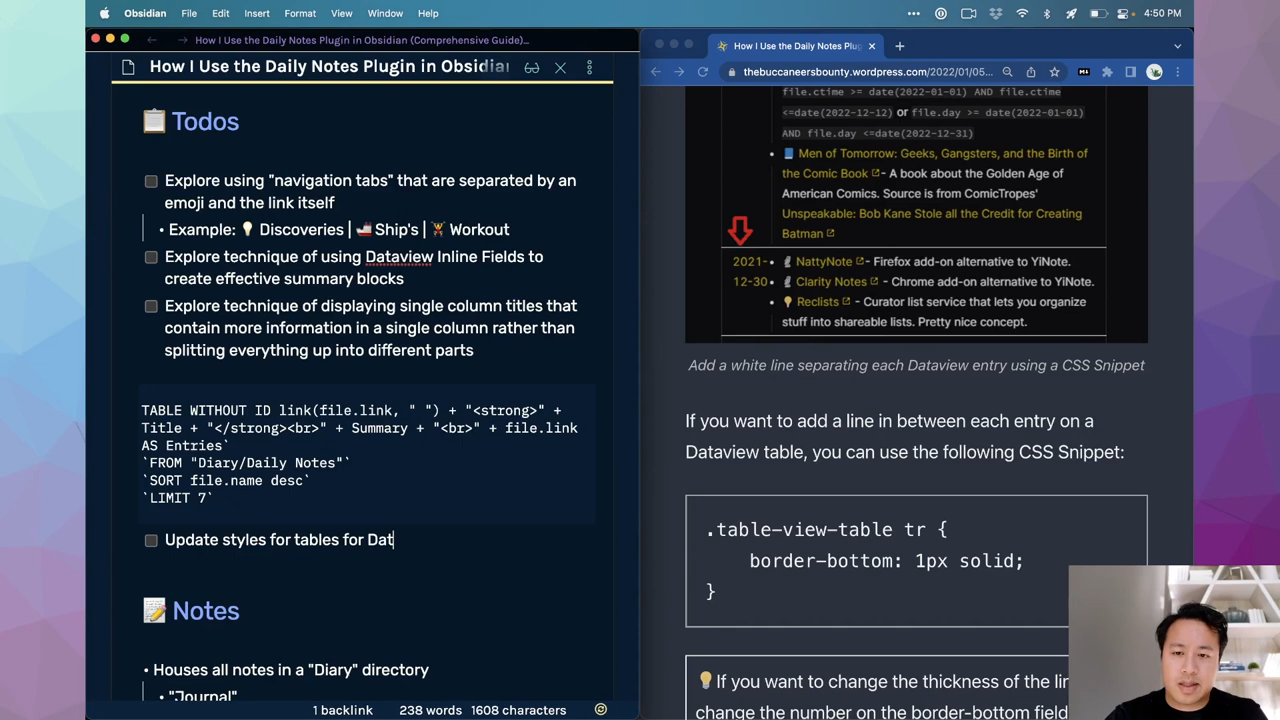 Obsidian File Edit Insert Format View Window Help
4:50 PM
How I Use the Daily Notes Plugin in Obsidian (Comprehensive Guide)...
How I Use the Daily Notes Plugin in Obsidian
📋 Todos
Explore using "navigation tabs" that are separated by an
emoji and the link itself
• Example: 💡 Discoveries | 🚢 Ship's | 🏋 Workout
Explore technique of using Dataview Inline Fields to
create effective summary blocks
Explore technique of displaying single column titles that
contain more information in a single column rather than
splitting everything up into different parts
TABLE WITHOUT ID link(file.link, " ") + "<strong>" +
Title + "</strong><br>" + Summary + "<br>" + file.link
AS Entries`
`FROM "Diary/Daily Notes"`
`SORT file.name desc`
`LIMIT 7`
Update styles for tables for Dat
📝 Notes
• Houses all notes in a "Diary" directory
• "Journal"
1 backlink 238 words 1608 characters
How I Use the Daily Notes Plug
thebuccaneersbounty.wordpress.com/2022/01/05...
file.ctime >= date(2022-01-01) AND file.ctime
<=date(2022-12-12) or file.day >= date(2022-01-01)
AND file.day <=date(2022-12-31)
• 📘 Men of Tomorrow: Geeks, Gangsters, and the Birth of
the Comic Book - A book about the Golden Age of
American Comics. Source is from ComicTropes'
Unspeakable: Bob Kane Stole all the Credit for Creating
Batman
2021- • NattyNote - Firefox add-on alternative to YiNote.
12-30 • Clarity Notes - Chrome add-on alternative to YiNote.
• 💡 Reclists - Curator list service that lets you organize
stuff into shareable lists. Pretty nice concept.
Add a white line separating each Dataview entry using a CSS Snippet
If you want to add a line in between each entry on a
Dataview table, you can use the following CSS Snippet:
.table-view-table tr {
border-bottom: 1px solid;
}
💡If you want to change the thickness of the
change the number on the border-bottom field